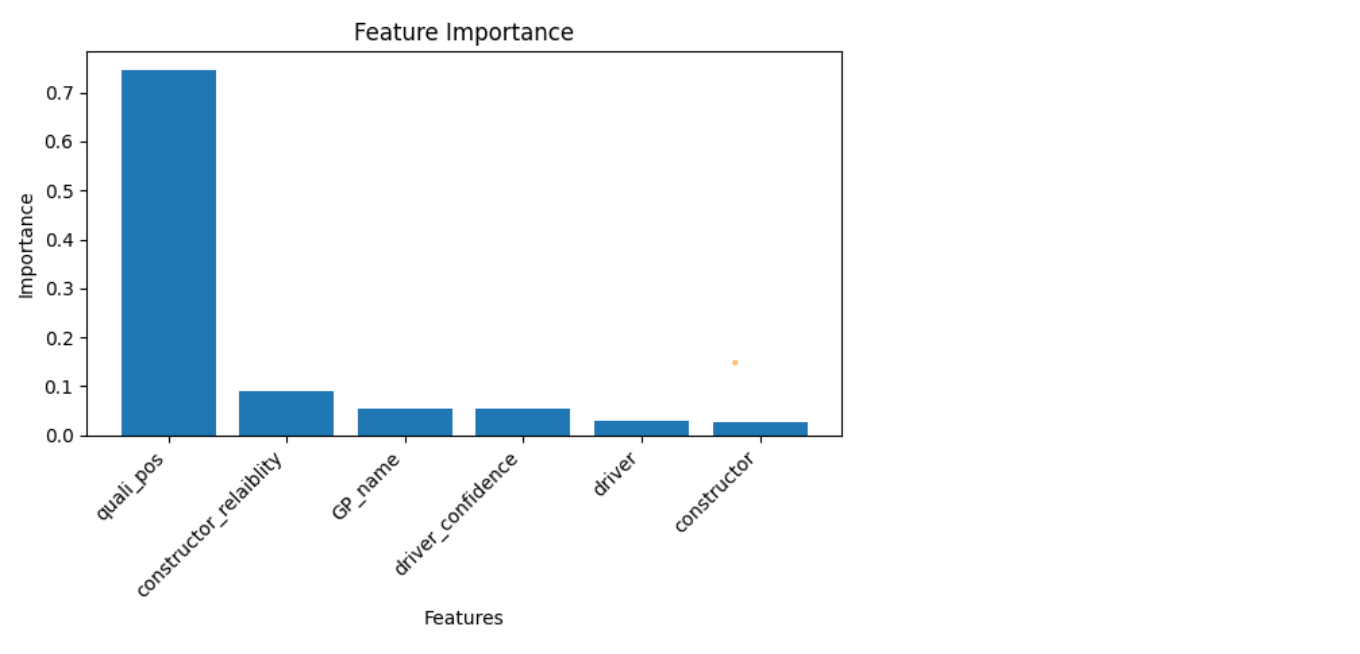 Feature Importance
Importance
0.7
0.6
0.5
0.4
0.3
0.2
0.1
0.0
quali_pos
constructor_relaiblity
GP_name
driver_confidence
driver
constructor
Features